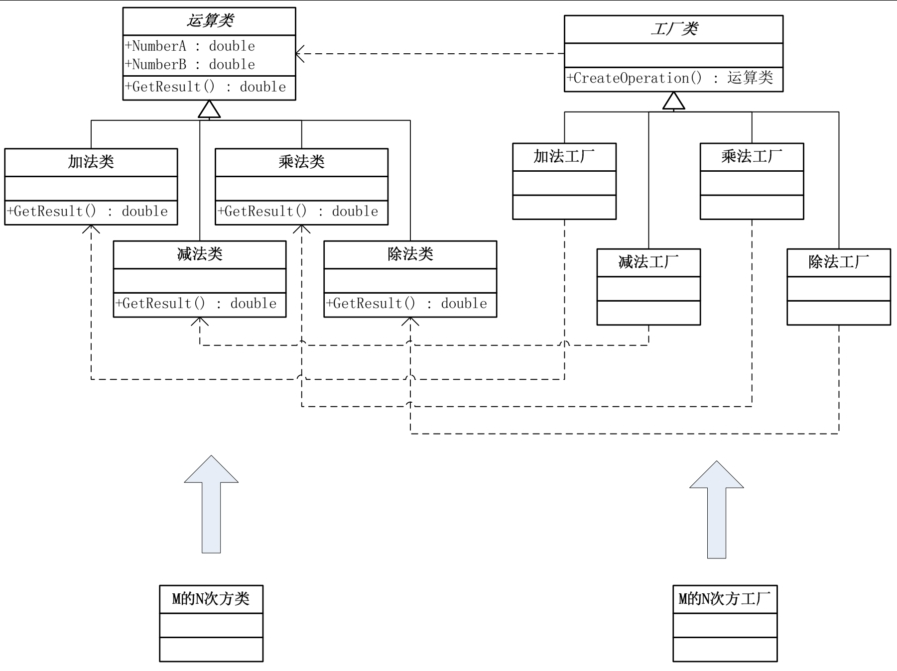 运算类
+NumberA : double
+NumberB : double
+GetResult() : double
工厂类
+CreateOperation() : 运算类
加法类
+GetResult() : double
乘法类
+GetResult() : double
减法类
+GetResult() : double
除法类
+GetResult() : double
加法工厂
乘法工厂
减法工厂
除法工厂
M的N次方类
M的N次方工厂